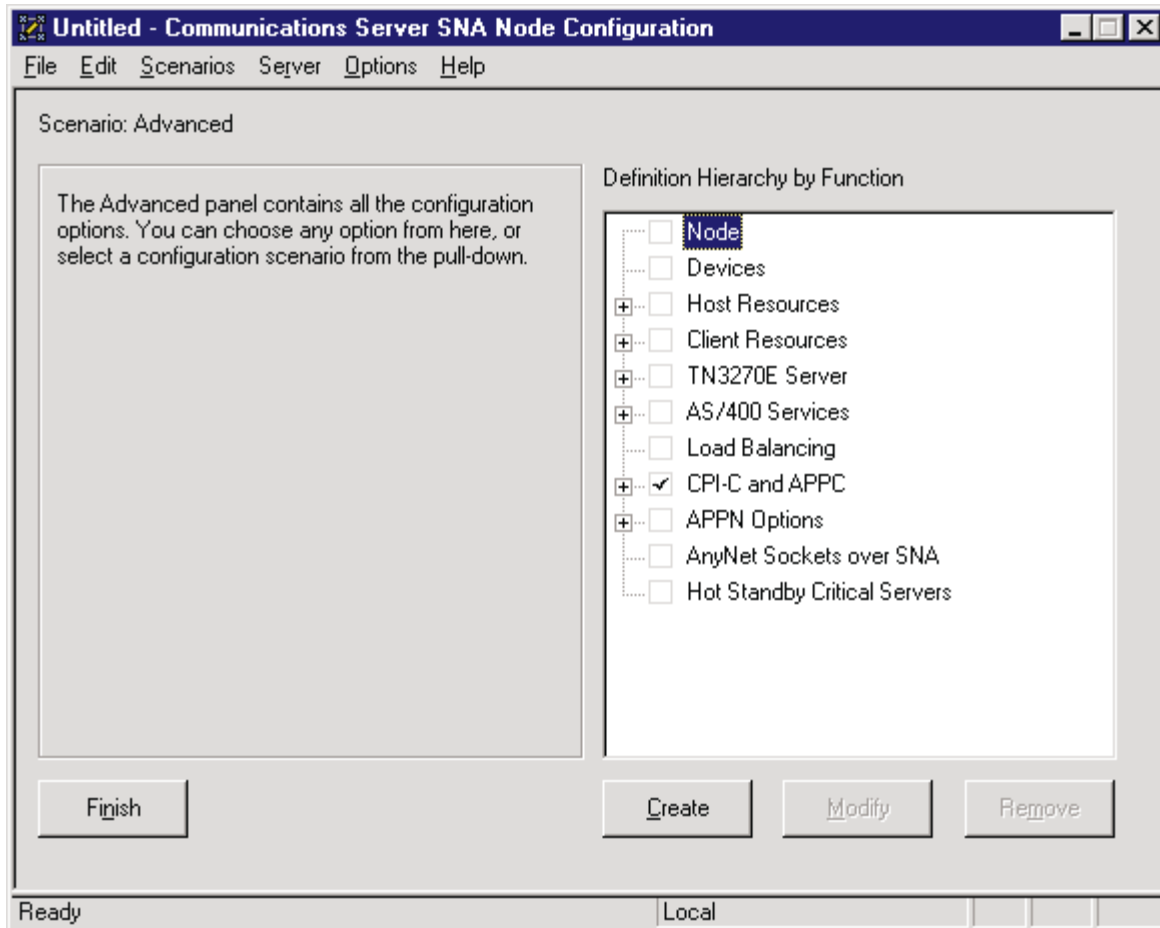 Untitled - Communications Server SNA Node Configuration
File Edit Scenarios Server Options Help
Scenario: Advanced
The Advanced panel contains all the configuration
options. You can choose any option from here, or
select a configuration scenario from the pull-down.
Definition Hierarchy by Function
Node
Devices
Host Resources
Client Resources
TN3270E Server
AS/400 Services
Load Balancing
CPI-C and APPC
APPN Options
AnyNet Sockets over SNA
Hot Standby Critical Servers
Finish
Create
Modify
Remove
Ready
Local